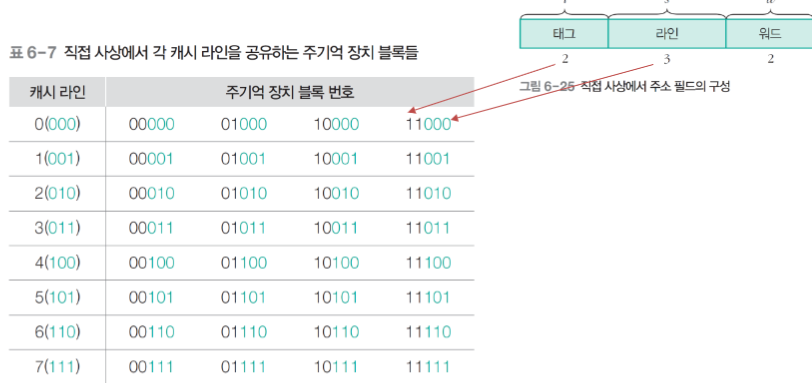 태그 라인 워드
2 3 2
그림 6-25 직접 사상에서 주소 필드의 구성
표 6-7 직접 사상에서 각 캐시 라인을 공유하는 주기억 장치 블록들
캐시 라인 주기억 장치 블록 번호
0(000) 00000 01000 10000 11000
1(001) 00001 01001 10001 11001
2(010) 00010 01010 10010 11010
3(011) 00011 01011 10011 11011
4(100) 00100 01100 10100 11100
5(101) 00101 01101 10101 11101
6(110) 00110 01110 10110 11110
7(111) 00111 01111 10111 11111